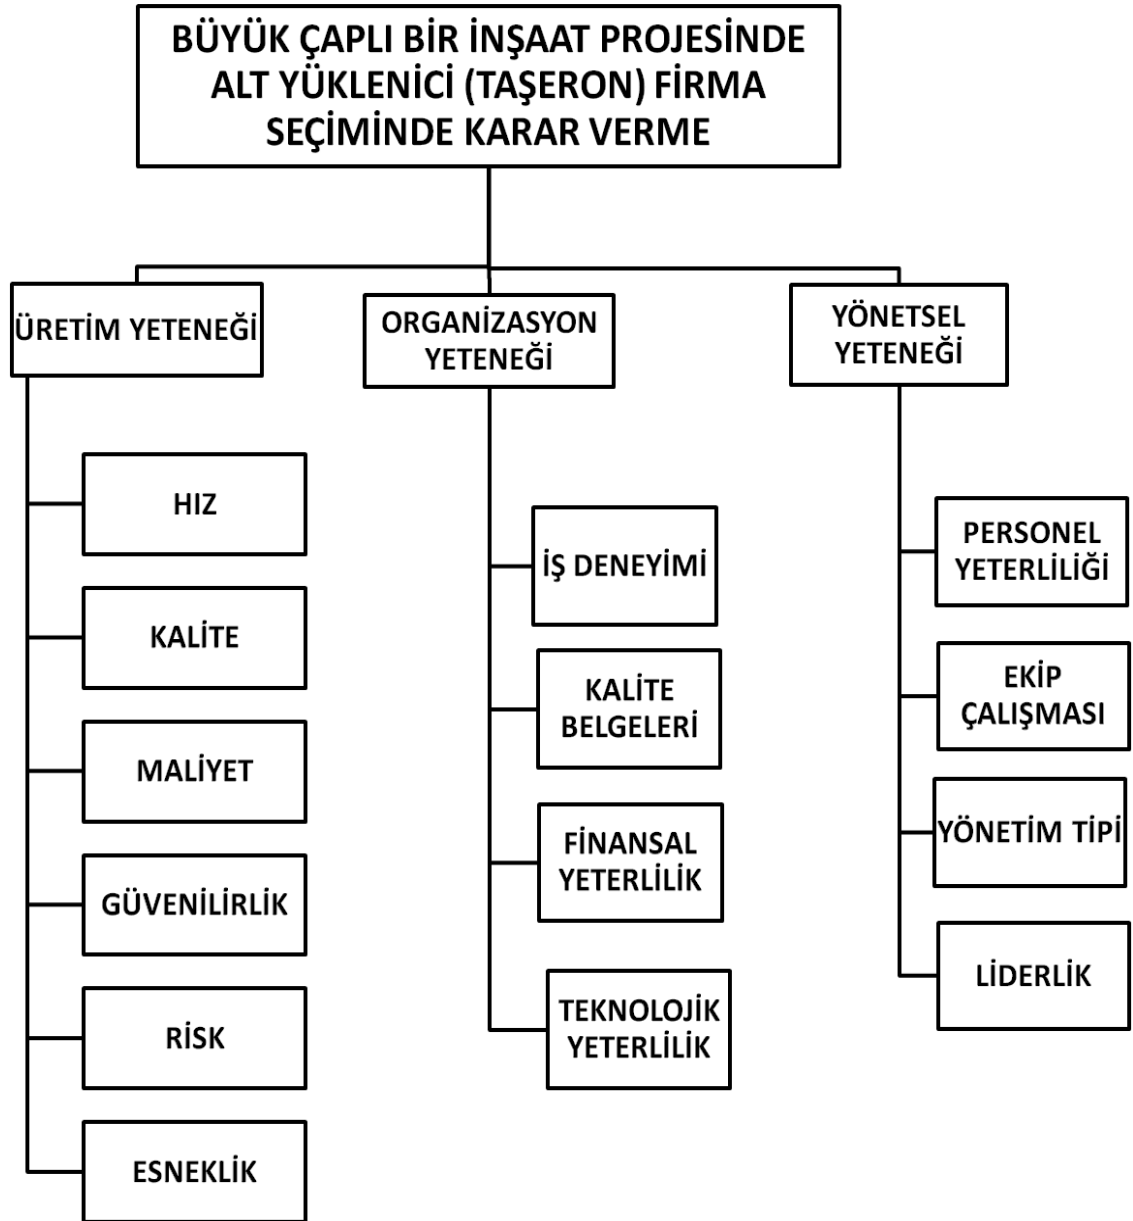 BÜYÜK ÇAPLI BİR İNŞAAT PROJESİNDE
ALT YÜKLENİCİ (TAŞERON) FİRMA
SEÇİMİNDE KARAR VERME
ÜRETİM YETENEĞİ
HIZ
KALİTE
MALİYET
GÜVENİLİRLİK
RİSK
ESNEKLİK
ORGANİZASYON
YETENEĞİ
İŞ DENEYİMİ
KALİTE
BELGELERİ
FİNANSAL
YETERLİLİK
TEKNOLOJİK
YETERLİLİK
YÖNETSEL
YETENEĞİ
PERSONEL
YETERLİLİĞİ
EKİP
ÇALIŞMASI
YÖNETİM TİPİ
LİDERLİK